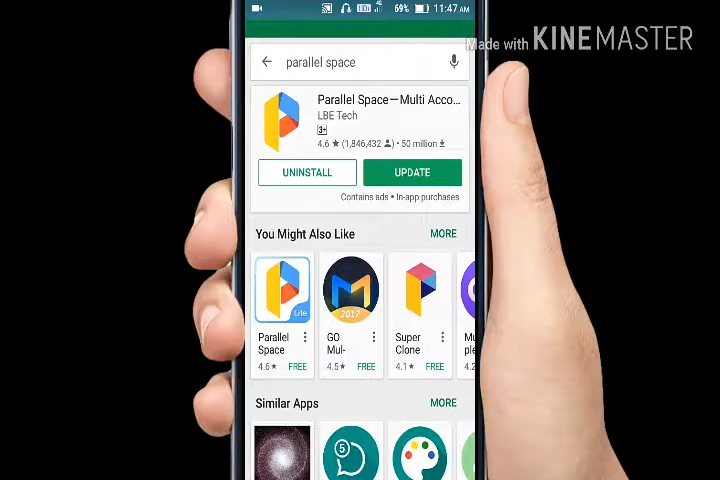 69% 11:47 AM
Made with KINEMASTER
parallel space
Parallel Space—Multi Acco...
LBE Tech
3+
4.6 ★ (1,846,432) • 50 million
UNINSTALL UPDATE
Contains ads • In-app purchases
You Might Also Like MORE
Lite
2017
Parallel Space
4.6★ FREE
GO Mul-
4.5★ FREE
Super Clone
4.1★ FREE
Mu
ple
4.2
Similar Apps MORE
5